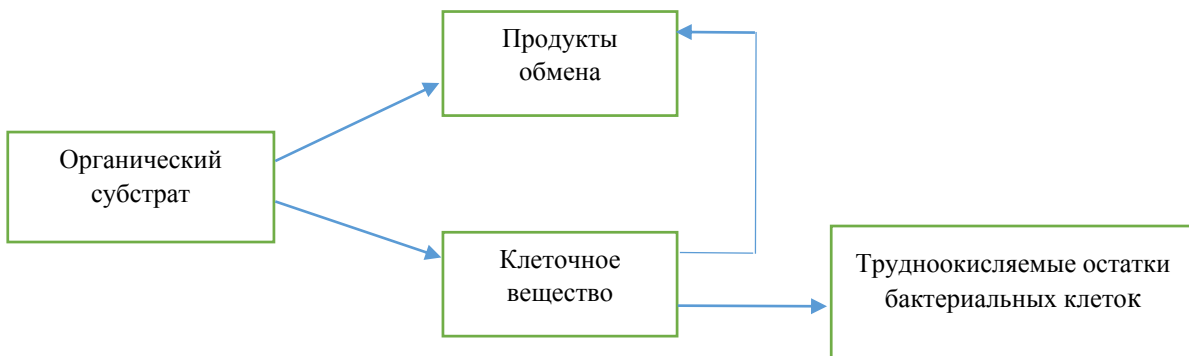 Продукты
обмена
Органический
субстрат
Клеточное
вещество
Трудноокисляемые остатки
бактериальных клеток